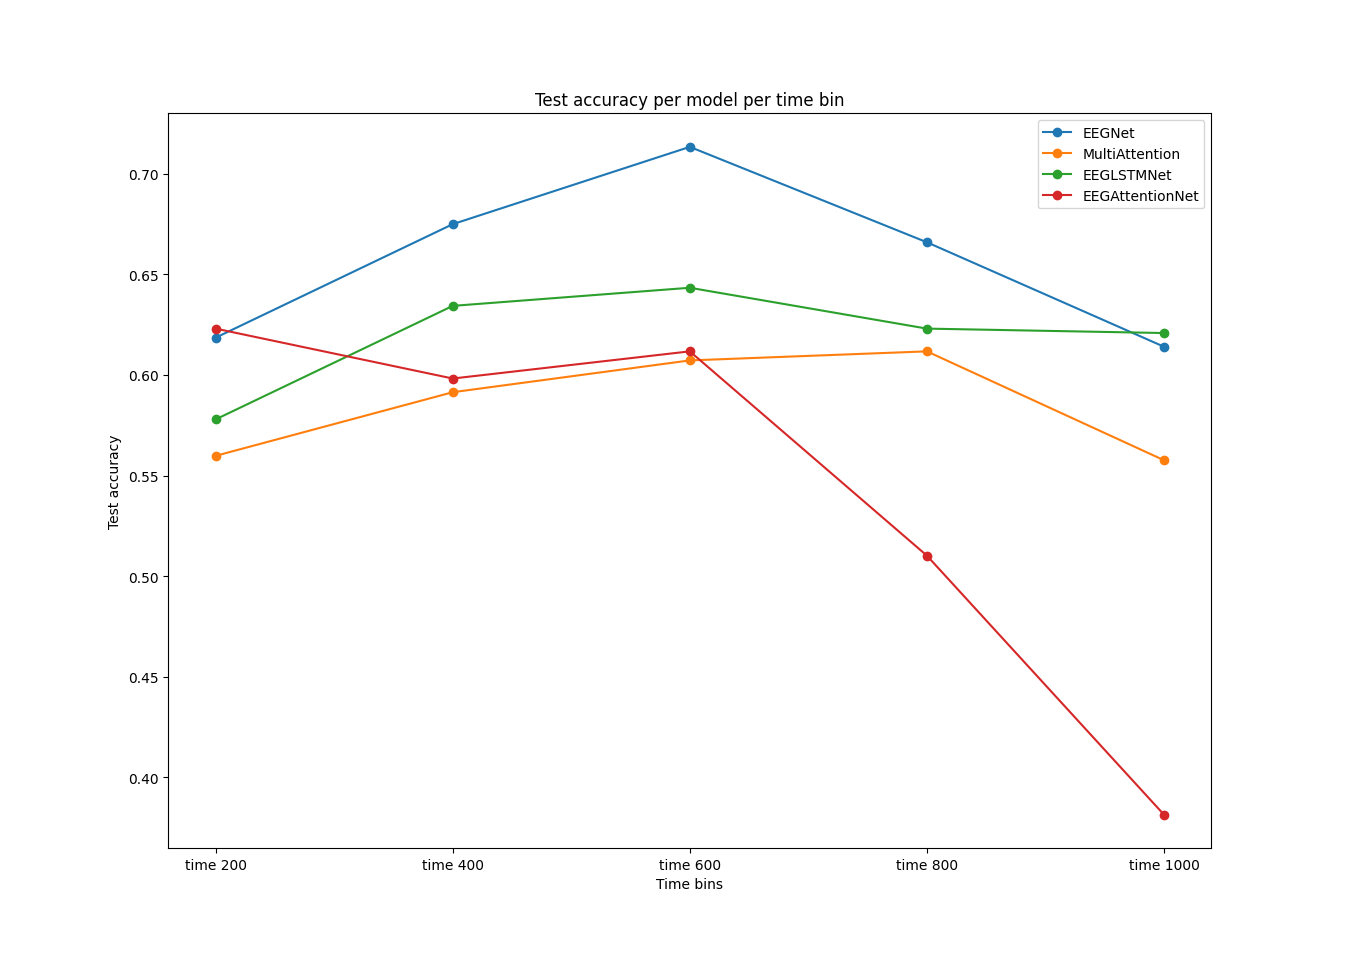 Test accuracy per model per time bin
EEGNet
MultiAttention
EEGLSTMNet
EEGAttentionNet
0.70
0.65
0.60
0.55
0.50
0.45
0.40
Test accuracy
time 200
time 400
time 600
time 800
time 1000
Time bins